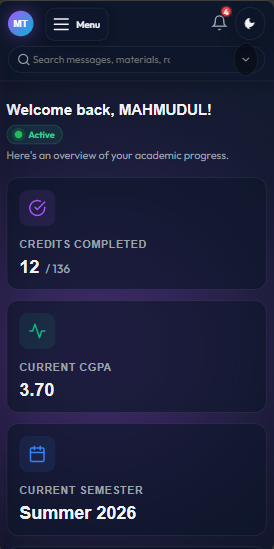 MT
Menu
4
Search messages, materials, rc
Welcome back, MAHMUDUL!
Active
Here's an overview of your academic progress.
CREDITS COMPLETED
12 / 136
CURRENT CGPA
3.70
CURRENT SEMESTER
Summer 2026